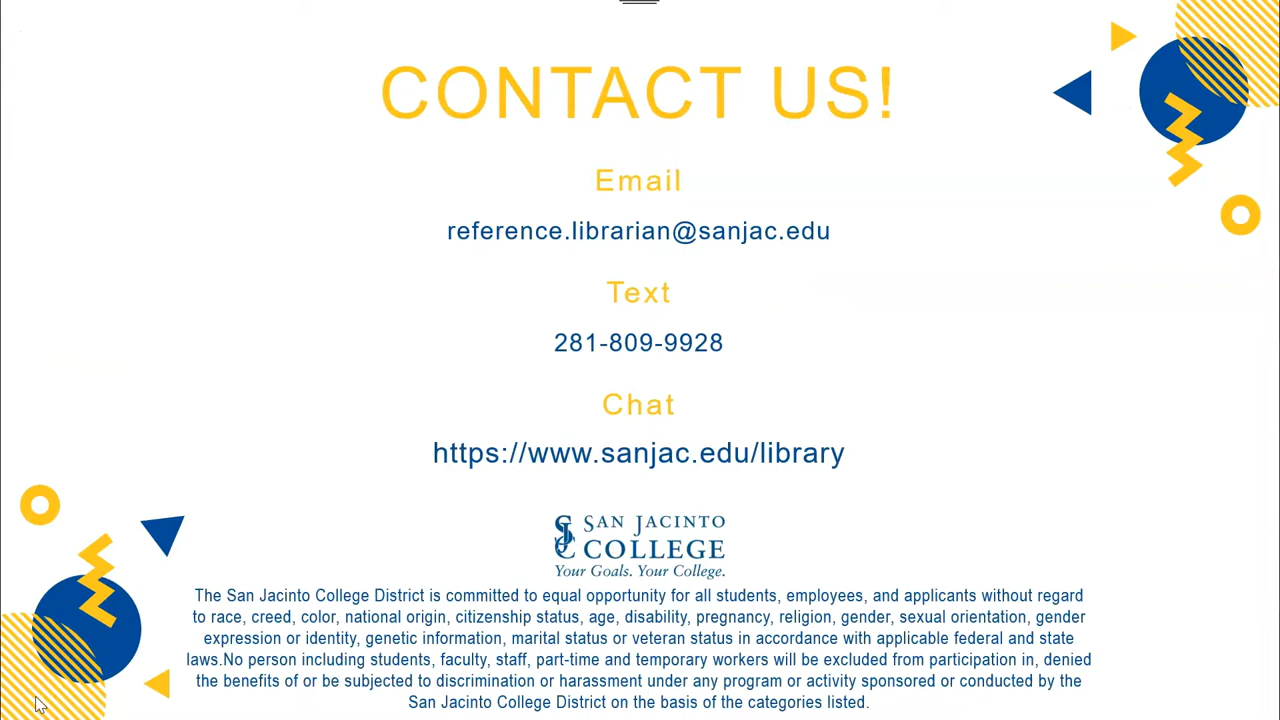 CONTACT US!
Email
reference.librarian@sanjac.edu
Text
281-809-9928
Chat
https://www.sanjac.edu/library
SJC SAN JACINTO
COLLEGE
Your Goals. Your College.
The San Jacinto College District is committed to equal opportunity for all students, employees, and applicants without regard
to race, creed, color, national origin, citizenship status, age, disability, pregnancy, religion, gender, sexual orientation, gender
expression or identity, genetic information, marital status or veteran status in accordance with applicable federal and state
laws.No person including students, faculty, staff, part-time and temporary workers will be excluded from participation in, denied
the benefits of or be subjected to discrimination or harassment under any program or activity sponsored or conducted by the
San Jacinto College District on the basis of the categories listed.